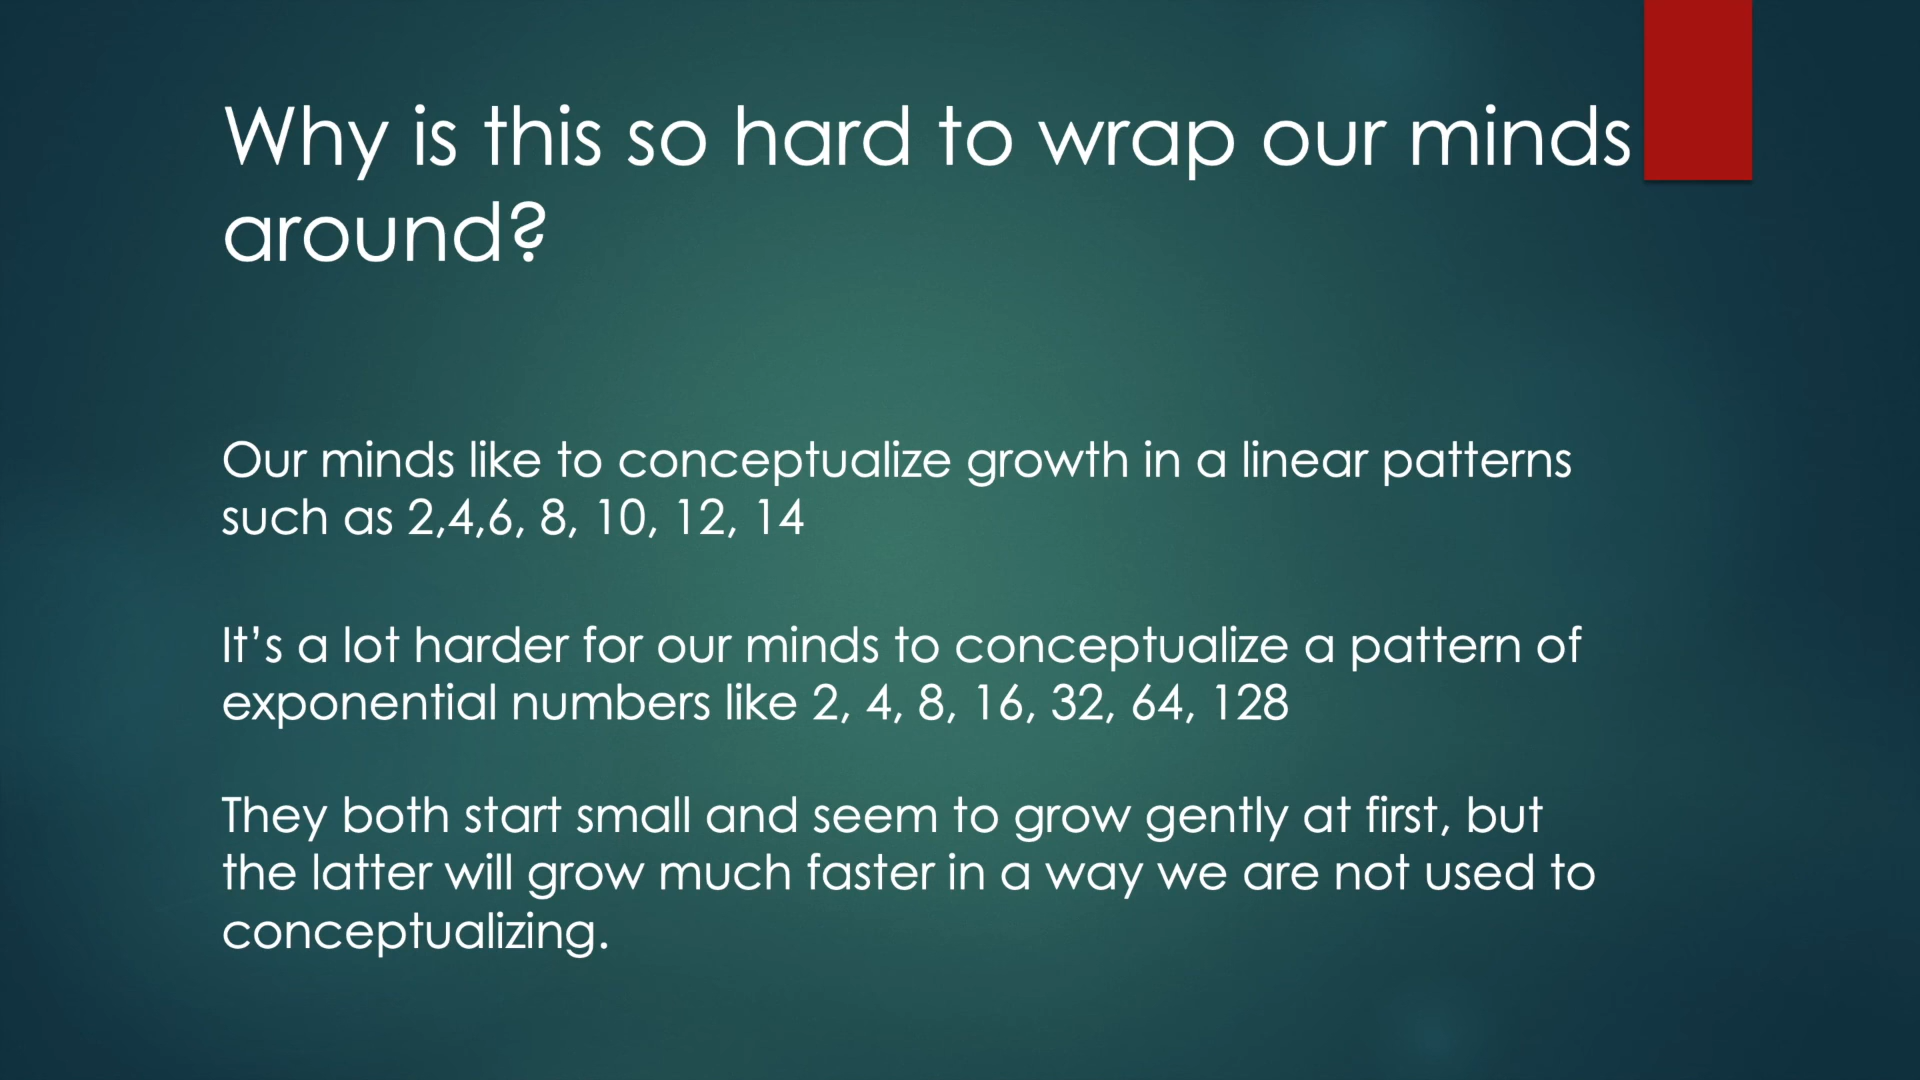 Why is this so hard to wrap our minds
around?
Our minds like to conceptualize growth in a linear patterns
such as 2,4,6, 8, 10, 12, 14
It’s a lot harder for our minds to conceptualize a pattern of
exponential numbers like 2, 4, 8, 16, 32, 64, 128
They both start small and seem to grow gently at first, but
the latter will grow much faster in a way we are not used to
conceptualizing.